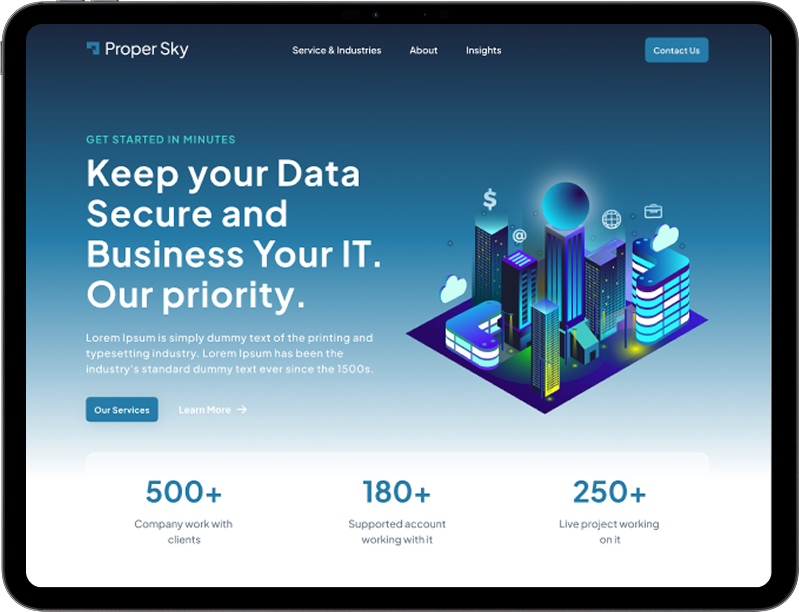 Proper Sky
Service & Industries
About
Insights
Contact Us
GET STARTED IN MINUTES
Keep your Data
Secure and
Business Your IT.
Our priority.
Lorem Ipsum is simply dummy text of the printing and
typesetting industry. Lorem Ipsum has been the
industry's standard dummy text ever since the 1500s.
Our Services
Learn More →
$
@
500+
180+
250+
Company work with
clients
Supported account
working with it
Live project working
on it